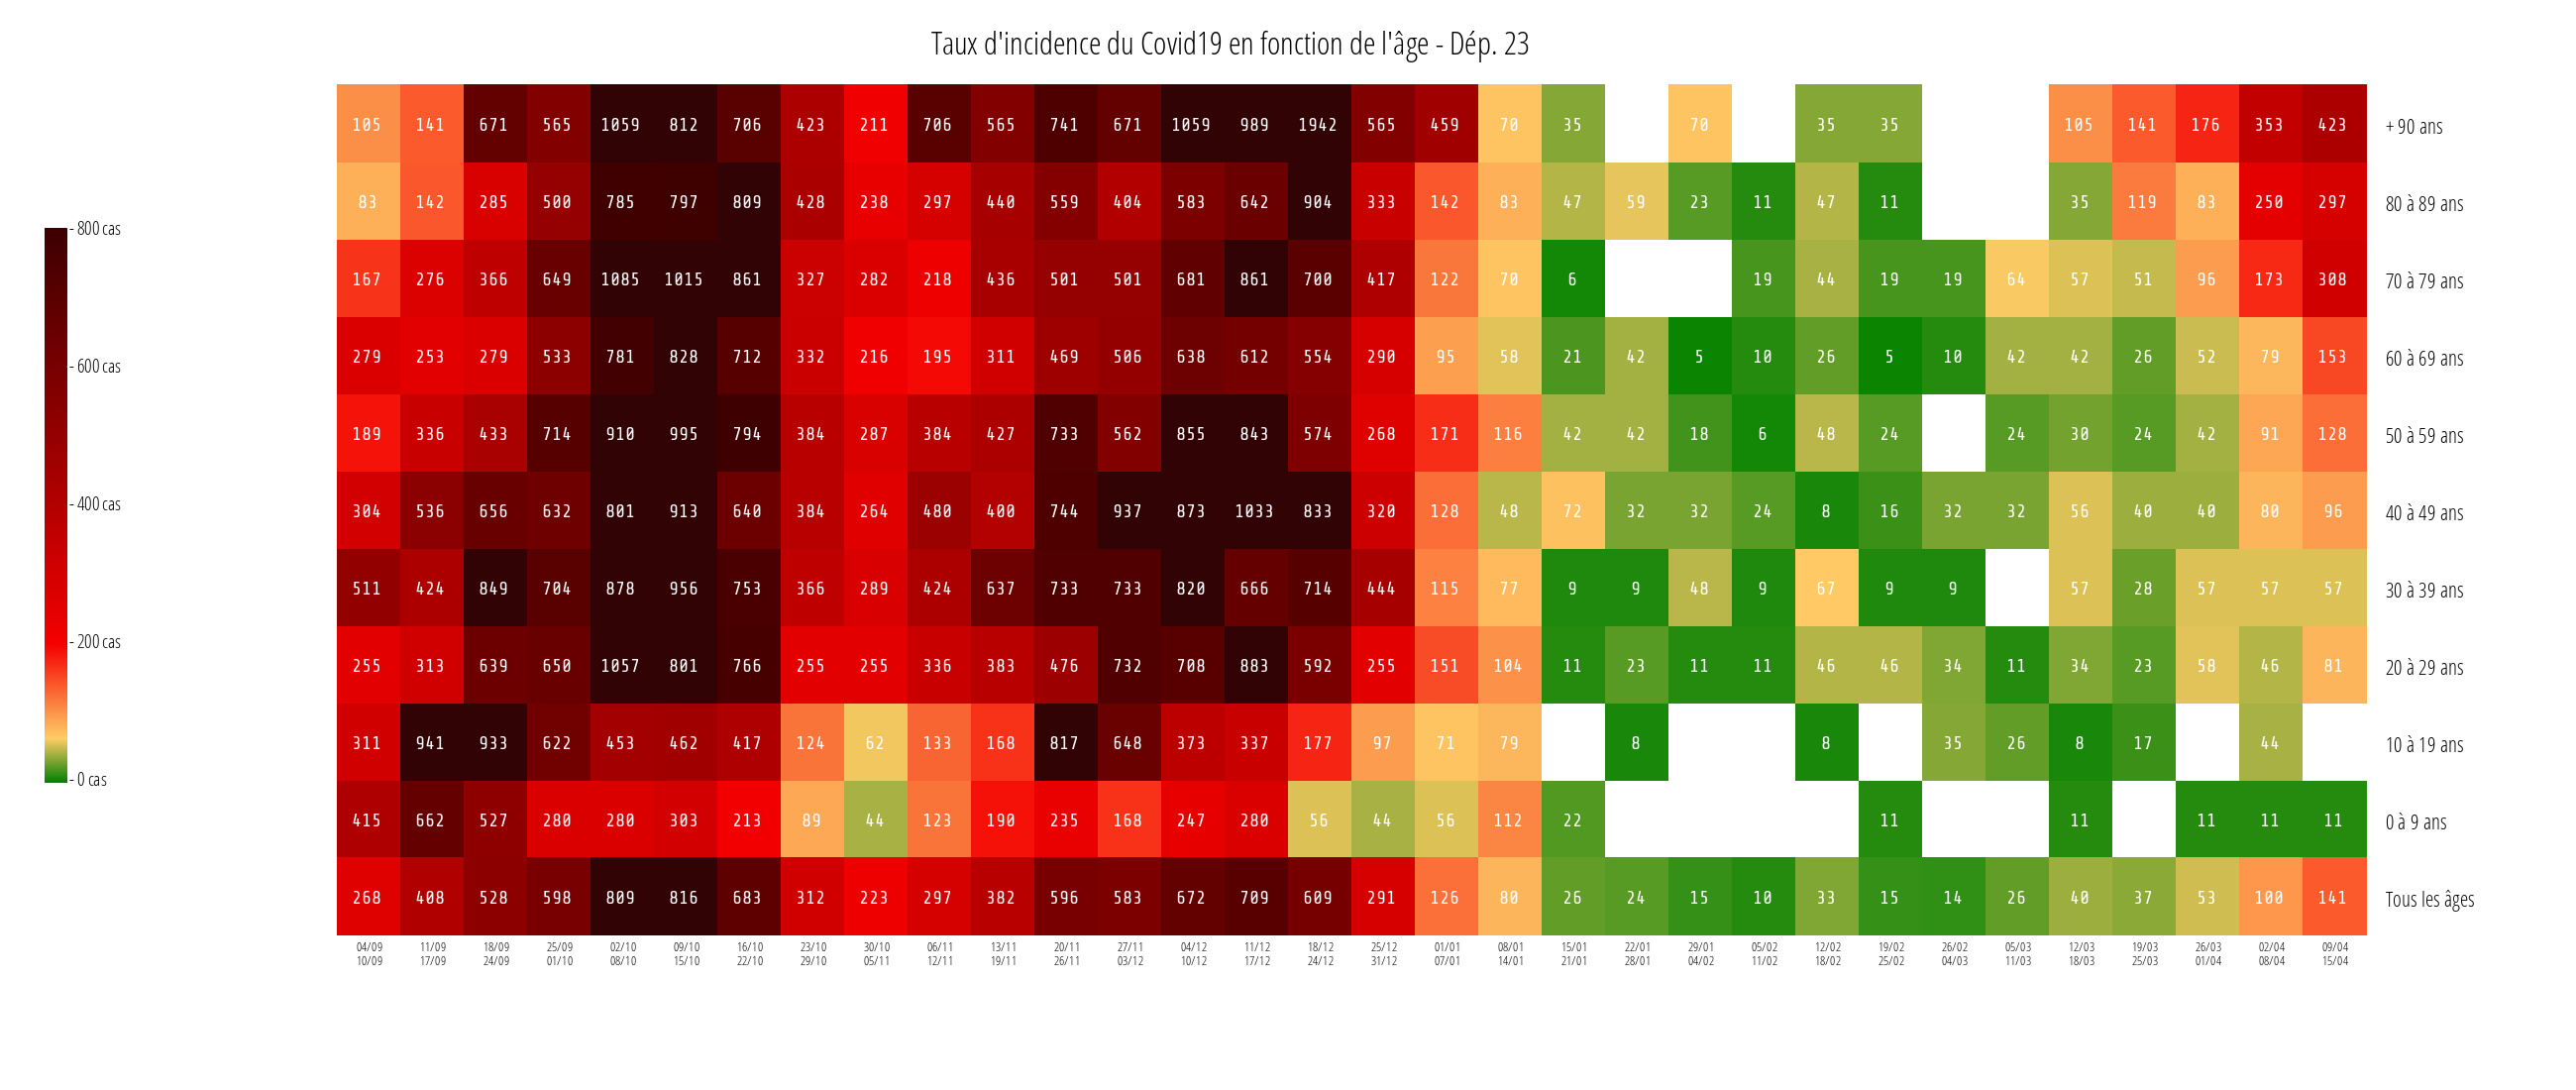 Taux d'incidence du Covid19 en fonction de l'âge - Dép. 23
- 800 cas
- 600 cas
- 400 cas
- 200 cas
- 0 cas
105 141 671 565 1059 812 706 423 211 706 565 741 671 1059 989 1942 565 459 70 35 70 35 35 105 141 176 353 423 + 90 ans
83 142 285 500 785 797 809 428 238 297 440 559 404 583 642 904 333 142 83 47 59 23 11 47 11 35 119 83 250 297 80 à 89 ans
167 276 366 649 1085 1015 861 327 282 218 436 501 501 681 861 700 417 122 70 6 19 44 19 19 64 57 51 96 173 308 70 à 79 ans
279 253 279 533 781 828 712 332 216 195 311 469 506 638 612 554 290 95 58 21 42 5 10 26 5 10 42 42 26 52 79 153 60 à 69 ans
189 336 433 714 910 995 794 384 287 384 427 733 562 855 843 574 268 171 116 42 42 18 6 48 24 24 30 24 42 91 128 50 à 59 ans
304 536 656 632 801 913 640 384 264 480 400 744 937 873 1033 833 320 128 48 72 32 32 24 8 16 32 32 56 40 40 80 96 40 à 49 ans
511 424 849 704 878 956 753 366 289 424 637 733 733 820 666 714 444 115 77 9 9 48 9 67 9 9 57 28 57 57 57 30 à 39 ans
255 313 639 650 1057 801 766 255 255 336 383 476 732 708 883 592 255 151 104 11 23 11 11 46 46 34 11 34 23 58 46 81 20 à 29 ans
311 941 933 622 453 462 417 124 62 133 168 817 648 373 337 177 97 71 79 8 8 35 26 8 17 44 10 à 19 ans
415 662 527 280 280 303 213 89 44 123 190 235 168 247 280 56 44 56 112 22 11 11 11 11 11 0 à 9 ans
268 408 528 598 809 816 683 312 223 297 382 596 583 672 709 609 291 126 80 26 24 15 10 33 15 14 26 40 37 53 100 141 Tous les âges
04/09 11/09 18/09 25/09 02/10 09/10 16/10 23/10 30/10 06/11 13/11 20/11 27/11 04/12 11/12 18/12 25/12 01/01 08/01 15/01 22/01 29/01 05/02 12/02 19/02 26/02 05/03 12/03 19/03 26/03 02/04 09/04
10/09 17/09 24/09 01/10 08/10 15/10 22/10 29/10 05/11 12/11 19/11 26/11 03/12 10/12 17/12 24/12 31/12 07/01 14/01 21/01 28/01 04/02 11/02 18/02 25/02 04/03 11/03 18/03 25/03 01/04 08/04 15/04